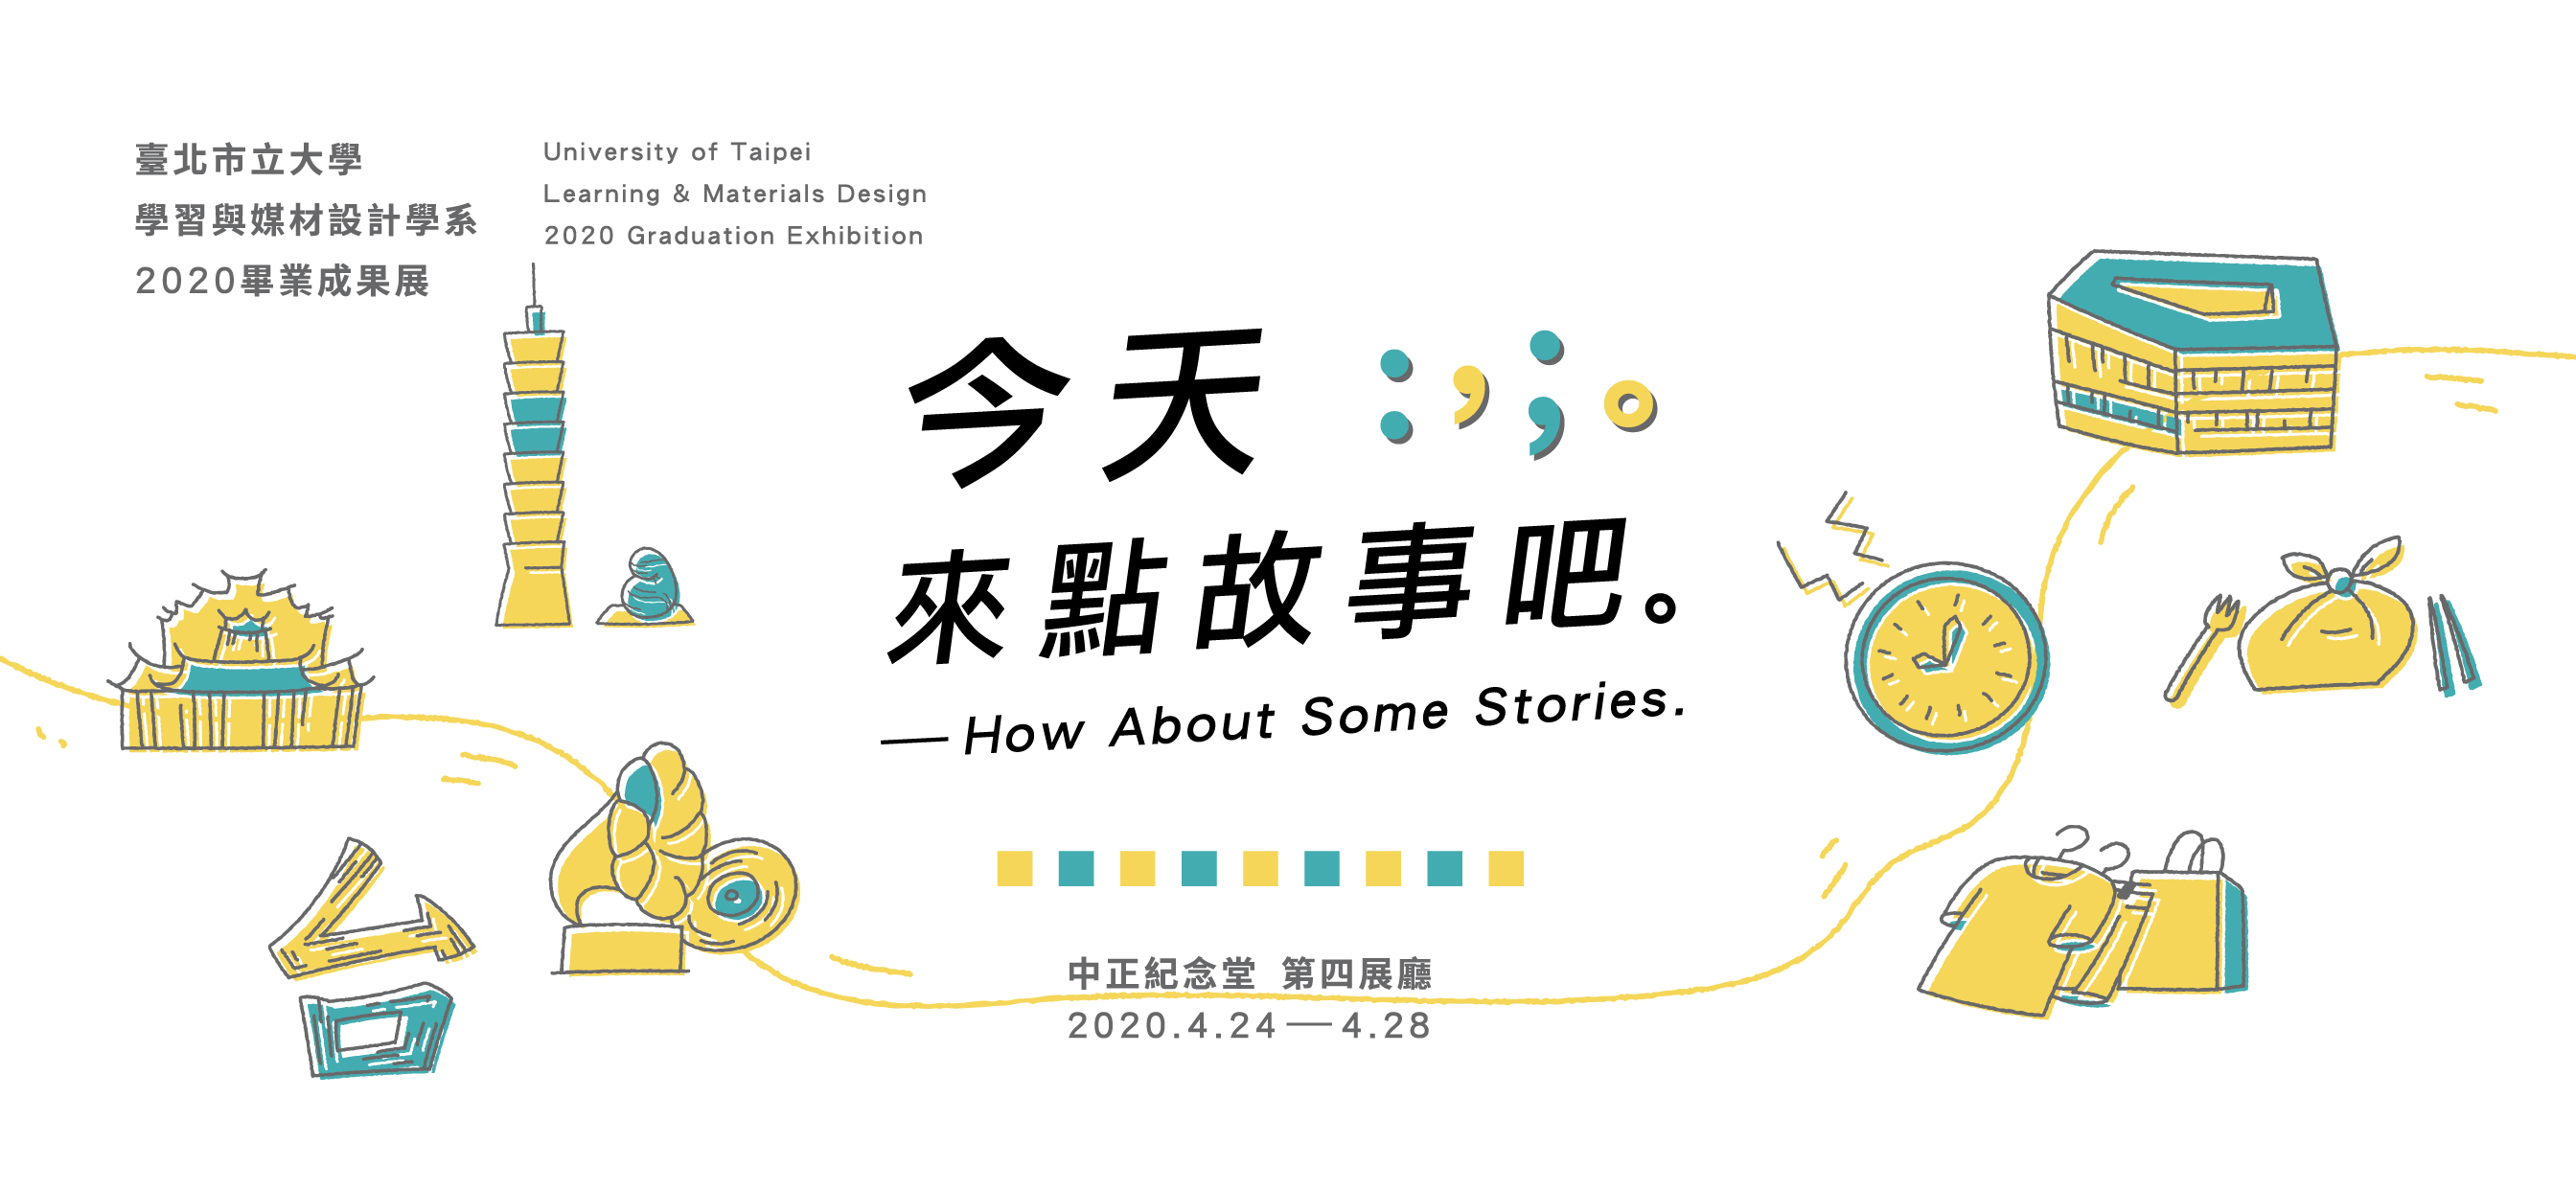 臺北市立大學
學習與媒材設計學系
2020畢業成果展
University of Taipei
Learning & Materials Design
2020 Graduation Exhibition
今天:,;。
來點故事吧。
—How About Some Stories.
中正紀念堂 第四展廳
2020.4.24—4.28
台